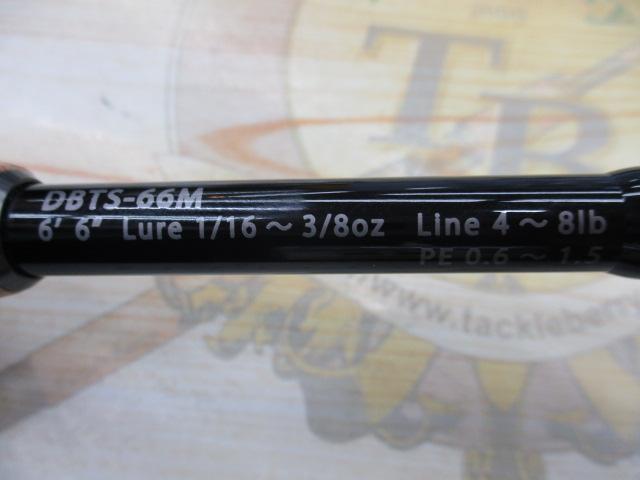 TB
DBTS-66M
6' 6" Lure 1/16～3/8oz Line 4～8lb
PE 0.6～1.5
www.tackleberry